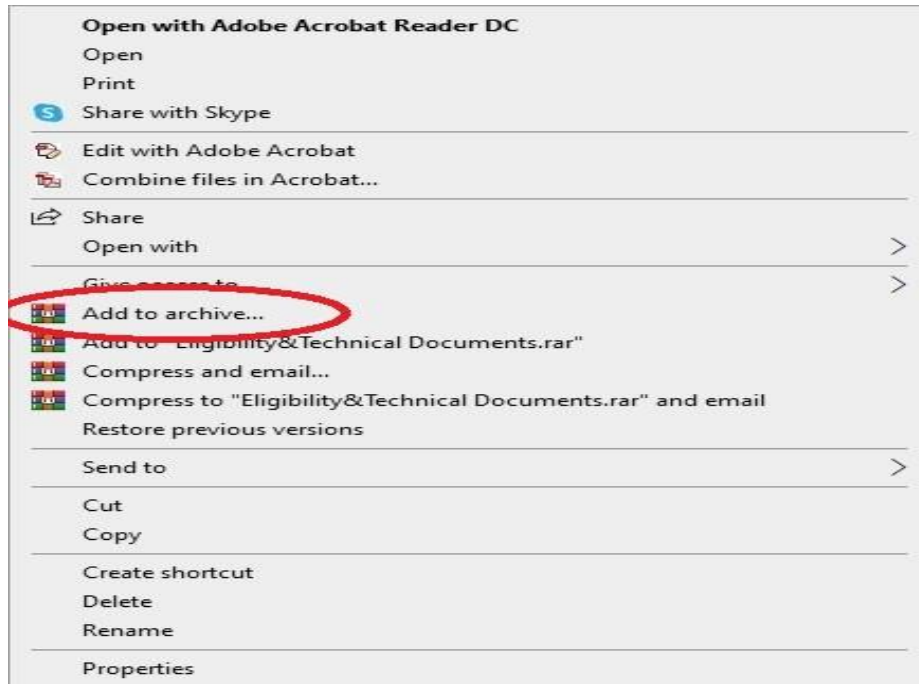 Open with Adobe Acrobat Reader DC
Open
Print
Share with Skype
Edit with Adobe Acrobat
Combine files in Acrobat...
Share
Open with
Give access to
Add to archive...
Add to "Eligibility&Technical Documents.rar"
Compress and email...
Compress to "Eligibility&Technical Documents.rar" and email
Restore previous versions
Send to
Cut
Copy
Create shortcut
Delete
Rename
Properties